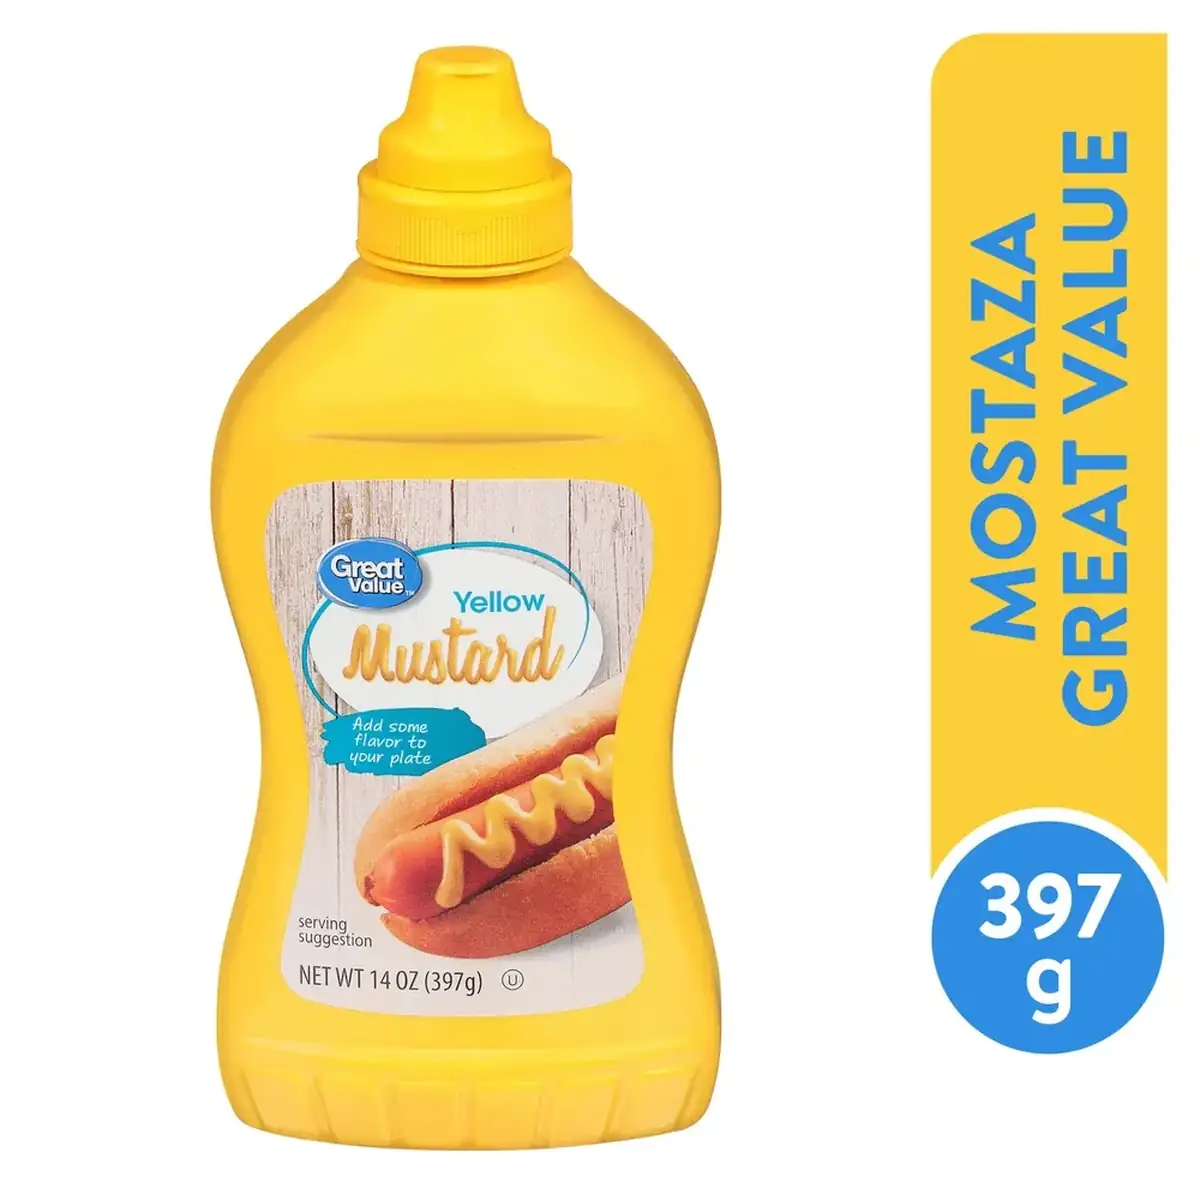 Great
Value™
Yellow
Mustard
Add some
flavor to
your plate
serving
suggestion
NET WT 14 OZ (397g) Ⓤ
MOSTAZA
GREAT VALUE
397
g